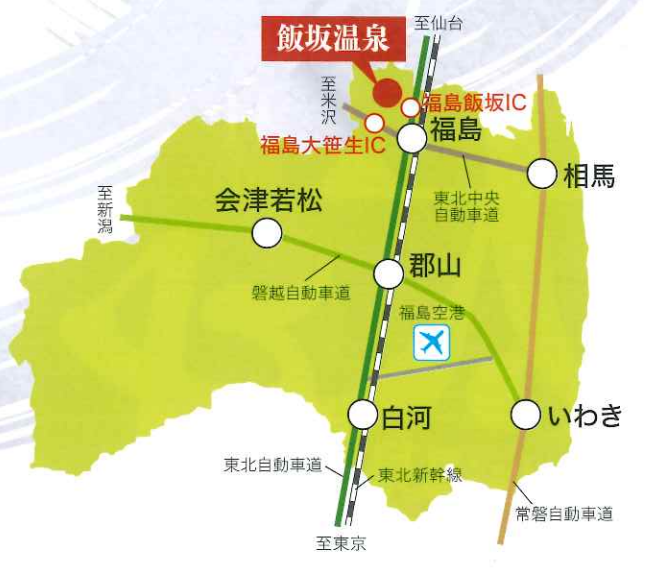 至仙台
飯坂温泉
至米沢
福島飯坂IC
福島
福島大笹生IC
相馬
東北中央
自動車道
至新潟
会津若松
郡山
磐越自動車道
福島空港
白河
いわき
東北自動車道
東北新幹線
常磐自動車道
至東京